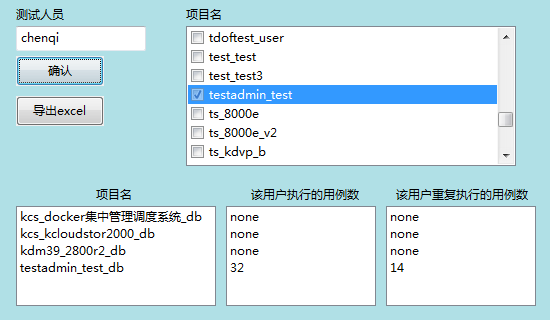 测试人员
chenqi
确认
导出excel
项目名
tdoftest_user
test_test
test_test3
testadmin_test
ts_8000e
ts_8000e_v2
ts_kdvp_b
项目名
kcs_docker集中管理调度系统_db
kcs_kcloudstor2000_db
kdm39_2800r2_db
testadmin_test_db
该用户执行的用例数
none
none
none
32
该用户重复执行的用例数
none
none
none
14